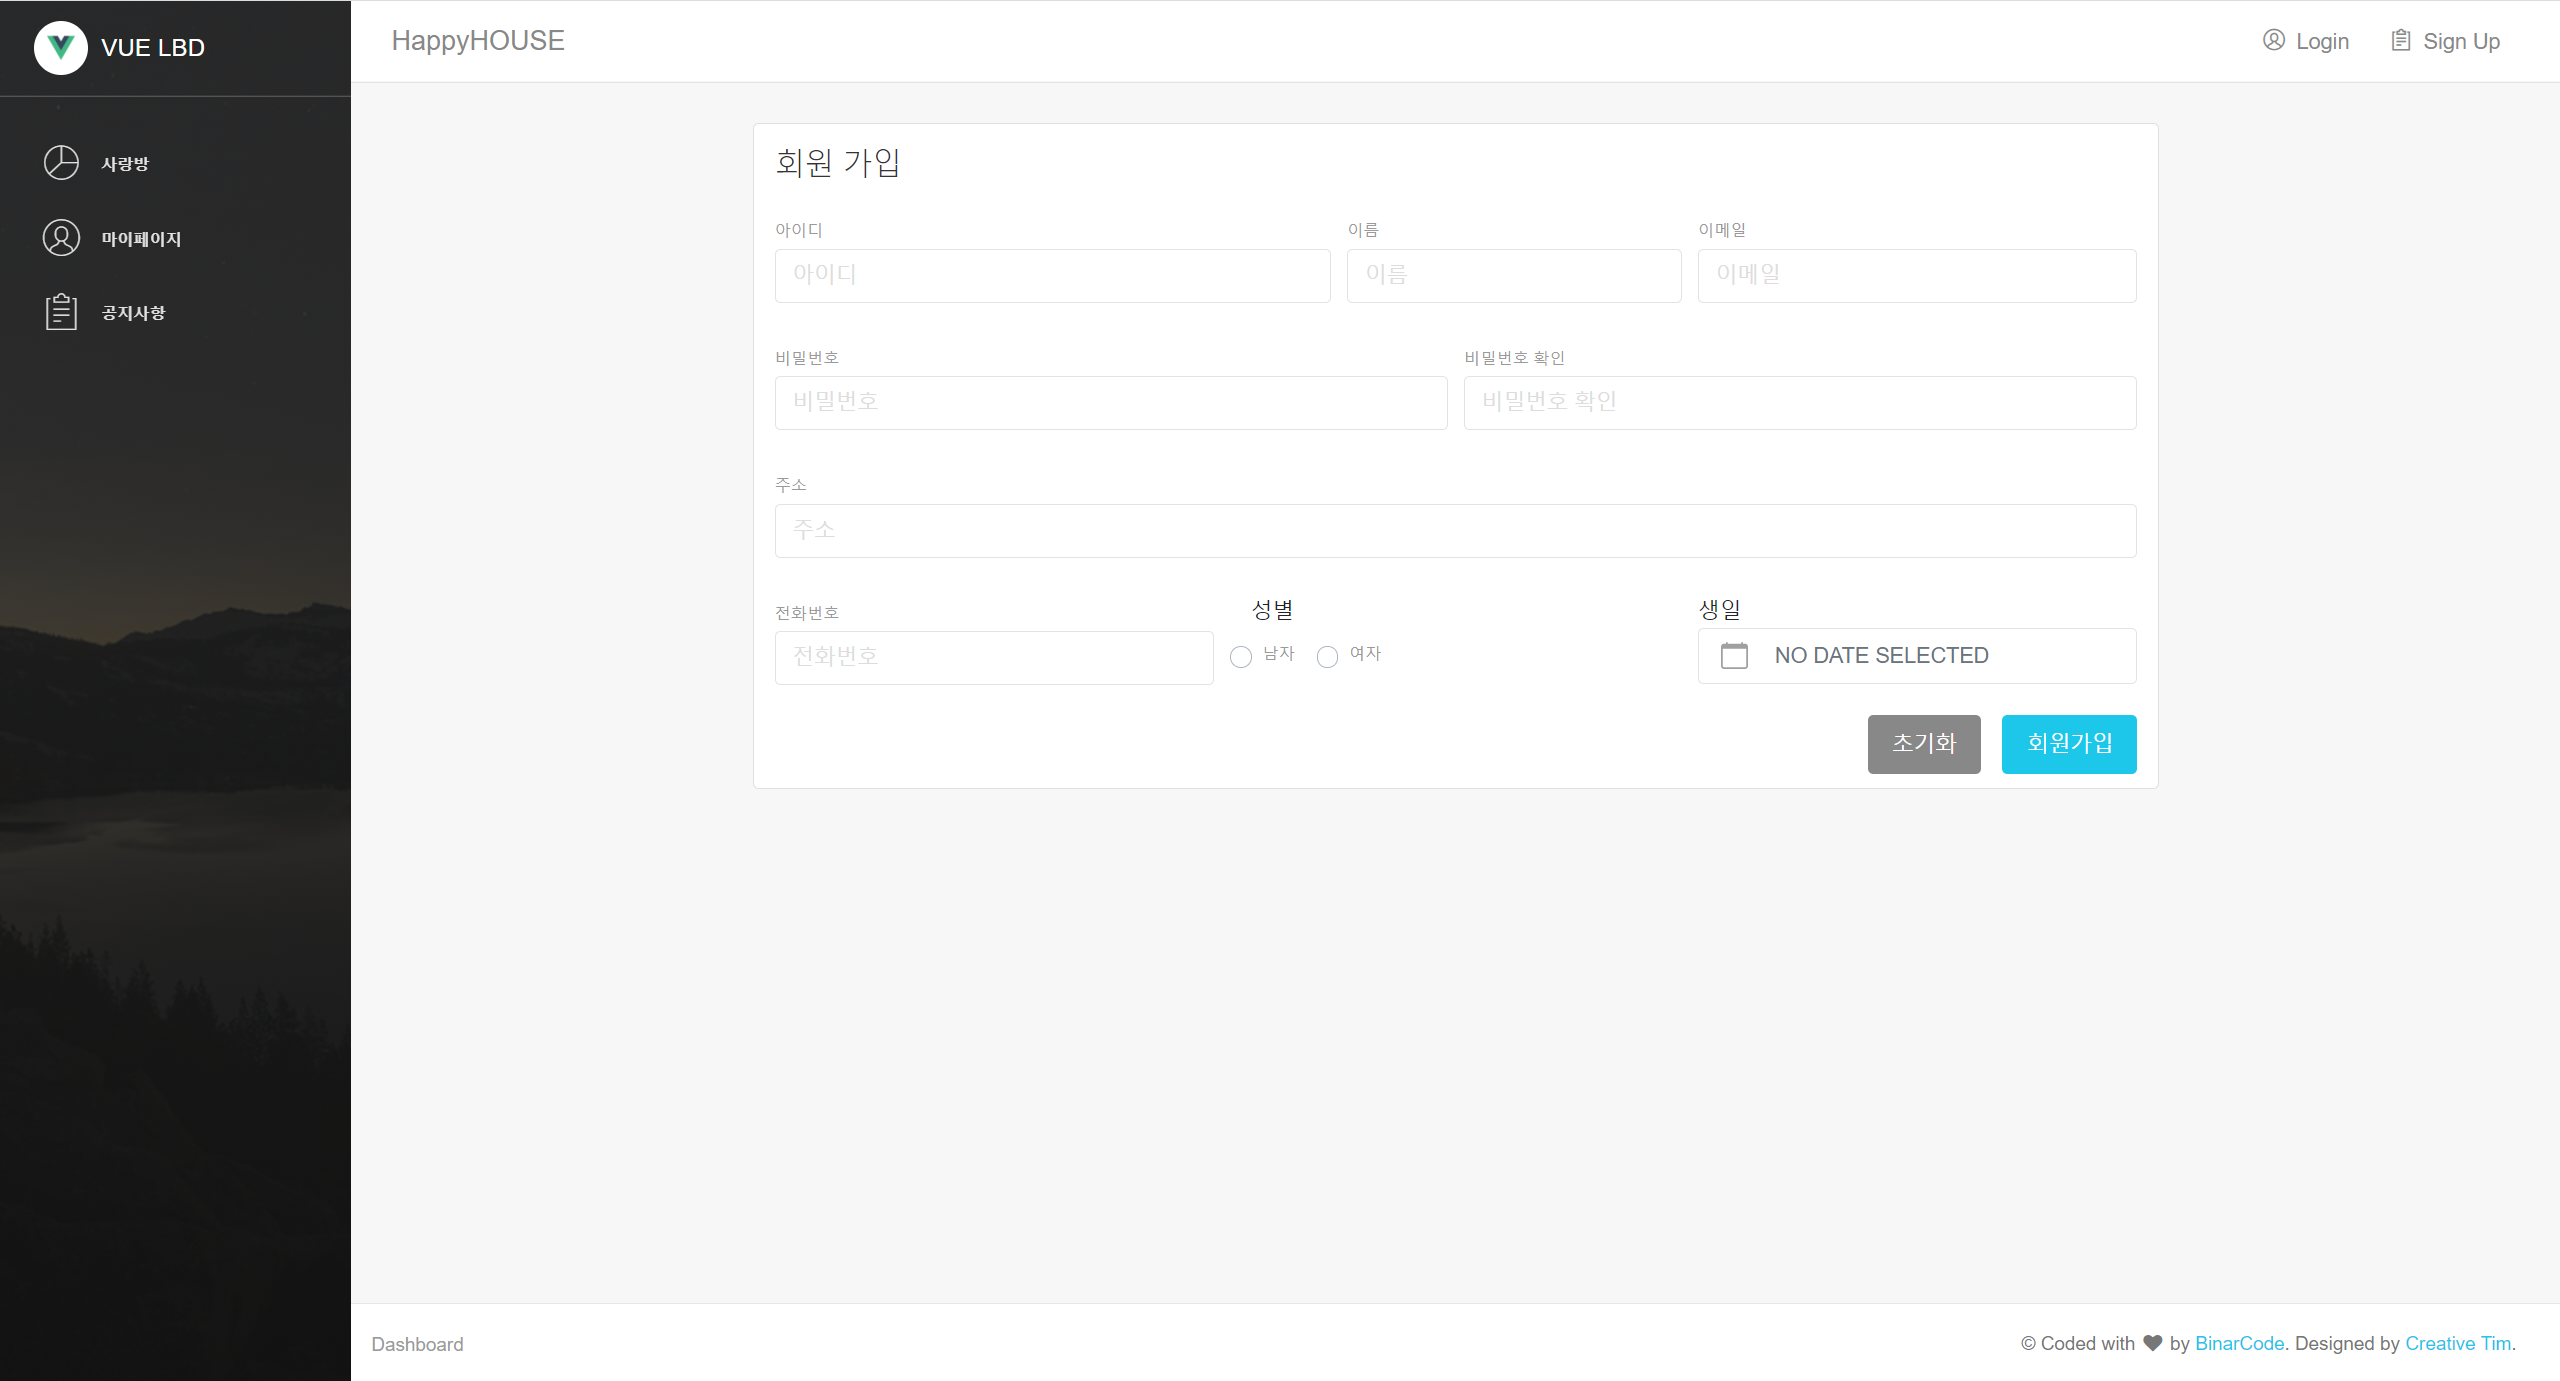 VUE LBD
사랑방
마이페이지
공지사항
HappyHOUSE
Login
Sign Up
회원 가입
아이디
이름
이메일
아이디
이름
이메일
비밀번호
비밀번호 확인
비밀번호
비밀번호 확인
주소
주소
전화번호
성별
생일
전화번호
남자
여자
NO DATE SELECTED
초기화
회원가입
Dashboard
© Coded with ♥ by BinarCode. Designed by Creative Tim.